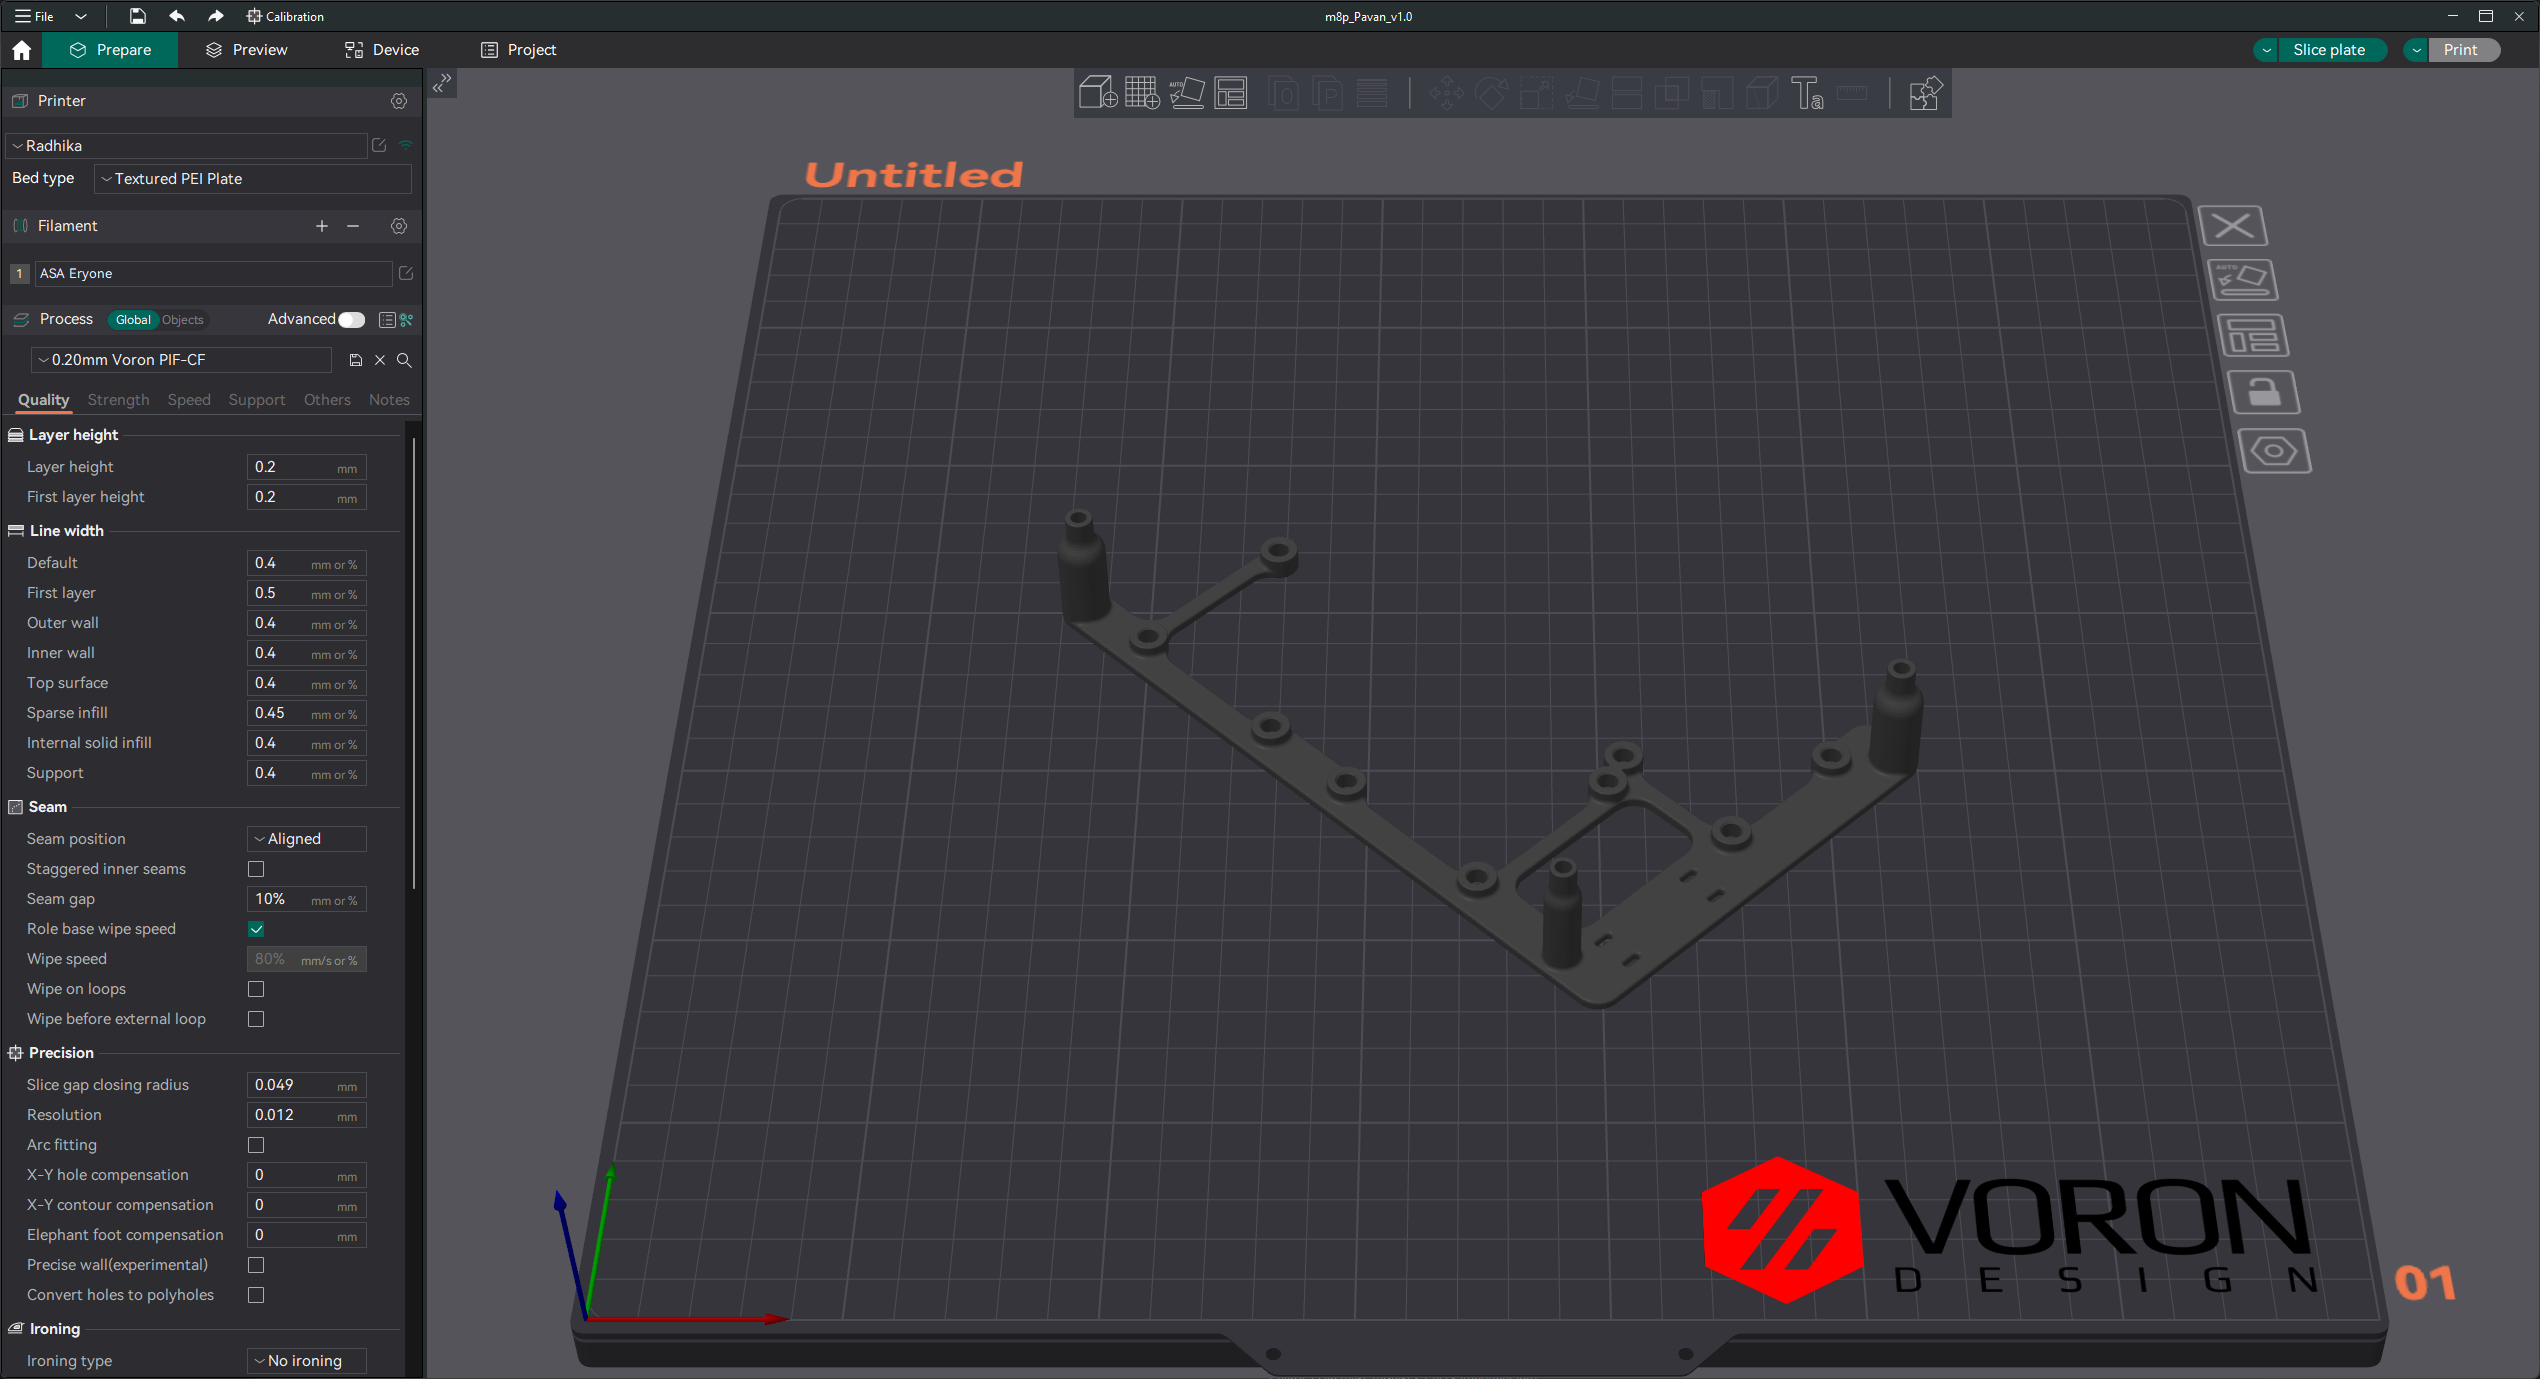 File
Calibration
m8p_Pavan_v1.0
Prepare
Preview
Device
Project
Slice plate
Print
Printer
Radhika
Bed type
Textured PEI Plate
Filament
1
ASA Eryone
Process
Global
Objects
Advanced
0.20mm Voron PIF-CF
Quality
Strength
Speed
Support
Others
Notes
Layer height
Layer height 0.2 mm
First layer height 0.2 mm
Line width
Default 0.4 mm or %
First layer 0.5 mm or %
Outer wall 0.4 mm or %
Inner wall 0.4 mm or %
Top surface 0.4 mm or %
Sparse infill 0.45 mm or %
Internal solid infill 0.4 mm or %
Support 0.4 mm or %
Seam
Seam position Aligned
Staggered inner seams
Seam gap 10% mm or %
Role base wipe speed
Wipe speed 80% mm/s or %
Wipe on loops
Wipe before external loop
Precision
Slice gap closing radius 0.049 mm
Resolution 0.012 mm
Arc fitting
X-Y hole compensation 0 mm
X-Y contour compensation 0 mm
Elephant foot compensation 0 mm
Precise wall(experimental)
Convert holes to polyholes
Ironing
Ironing type No ironing
AUTO
O
P
Ta
Untitled
AUTO
VORON
DESIGN
01